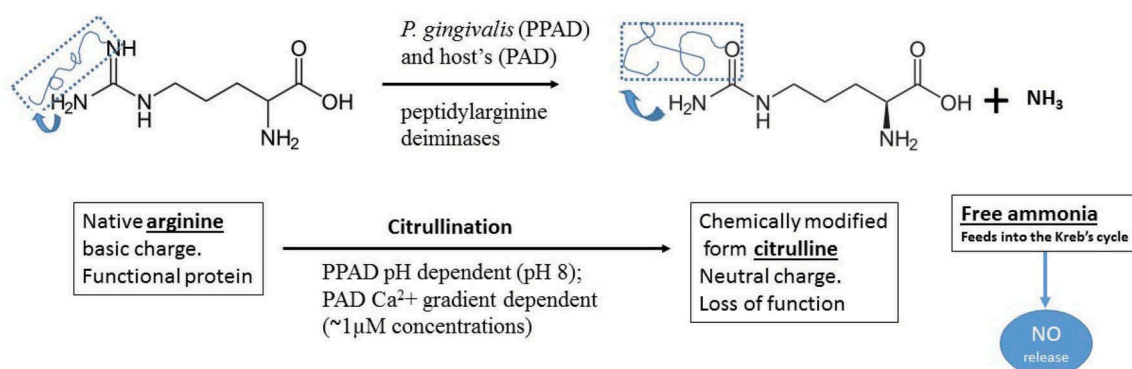 NH
H₂N
N
H
O
OH
NH₂
P. gingivalis (PPAD)
and host's (PAD)
peptidylarginine
deiminases
O
H₂N
N
H
O
OH
NH₂
+ NH₃
Native arginine
basic charge.
Functional protein
Citrullination
PPAD pH dependent (pH 8);
PAD Ca²⁺ gradient dependent
(~1µM concentrations)
Chemically modified
form citrulline
Neutral charge.
Loss of function
Free ammonia
Feeds into the Kreb's cycle
NO
release